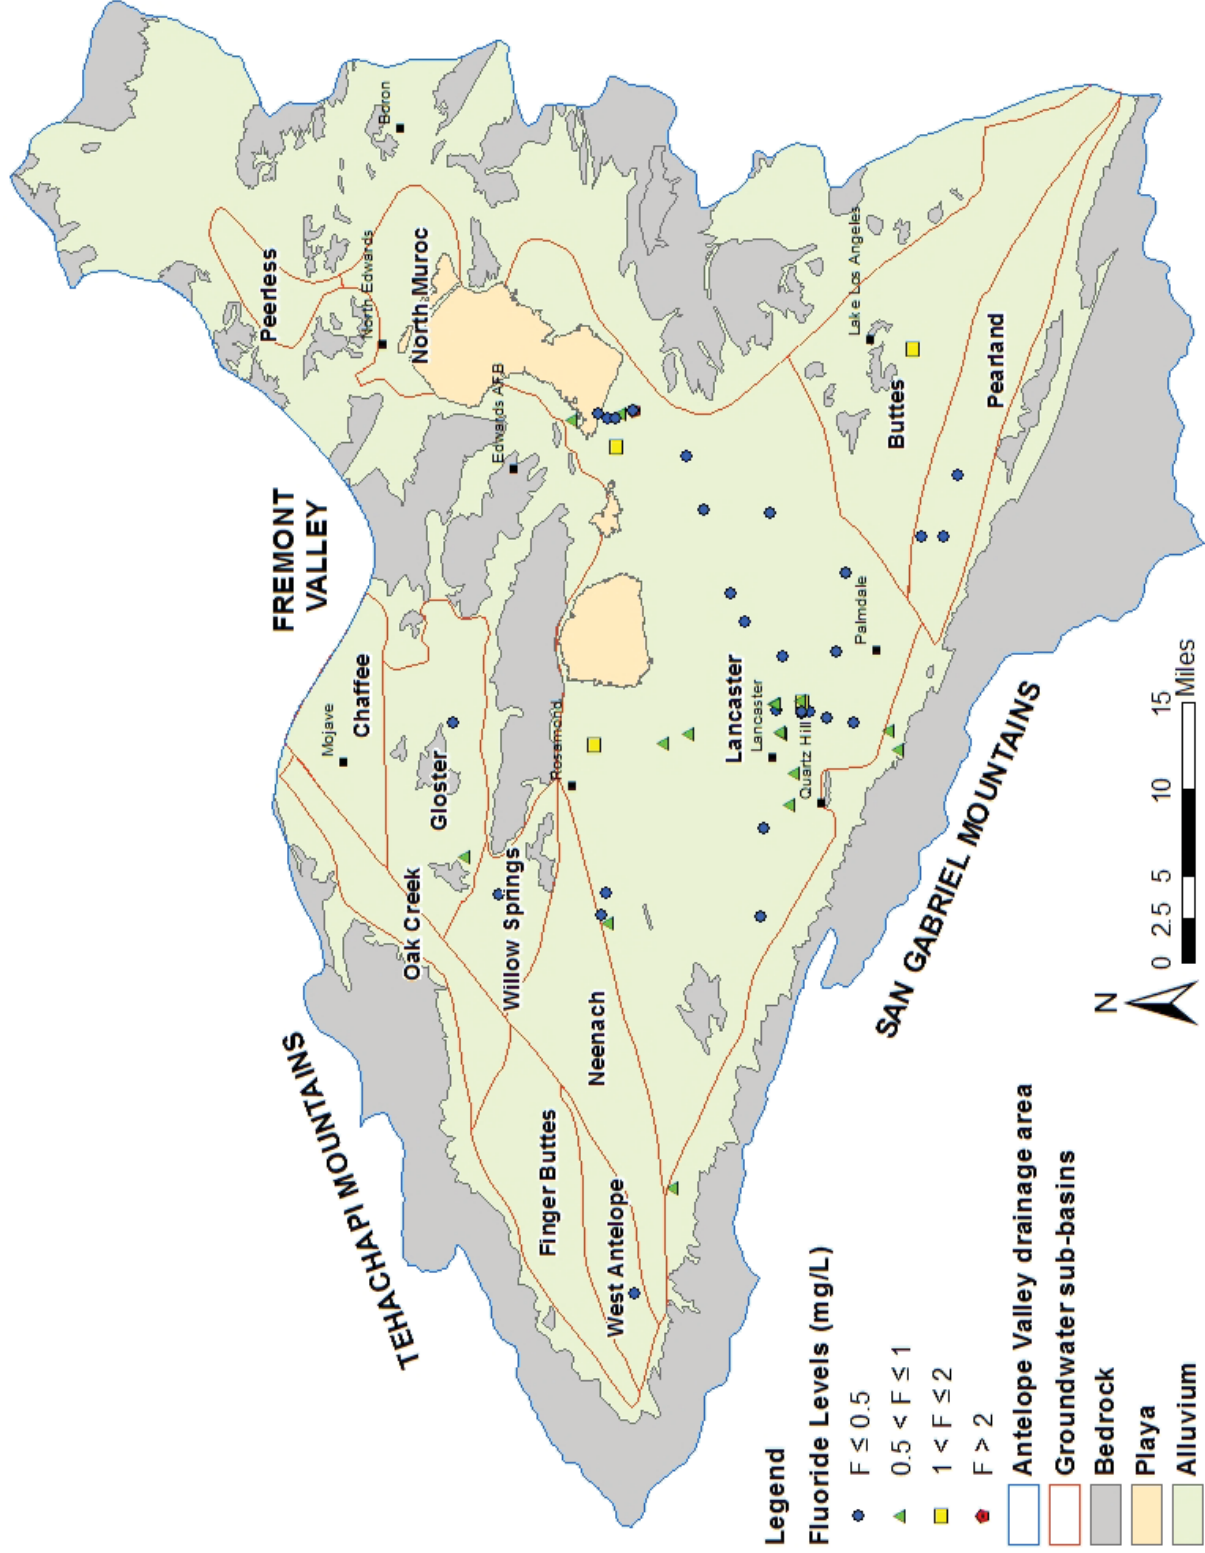 FREMONT
VALLEY
TEHACHAPI MOUNTAINS
SAN GABRIEL MOUNTAINS
Peerless
North Edwards
North Muroc
Boron
Edwards AFB
Mojave
Chaffee
Gloster
Oak Creek
Willow Springs
Rosamond
Finger Buttes
West Antelope
Neenach
Lancaster
Lancaster
Quartz Hill
Palmdale
Lake Los Angeles
Buttes
Pearland
Legend
Fluoride Levels (mg/L)
F ≤ 0.5
0.5 < F ≤ 1
1 < F ≤ 2
F > 2
Antelope Valley drainage area
Groundwater sub-basins
Bedrock
Playa
Alluvium
N
0 2.5 5 10 15
Miles